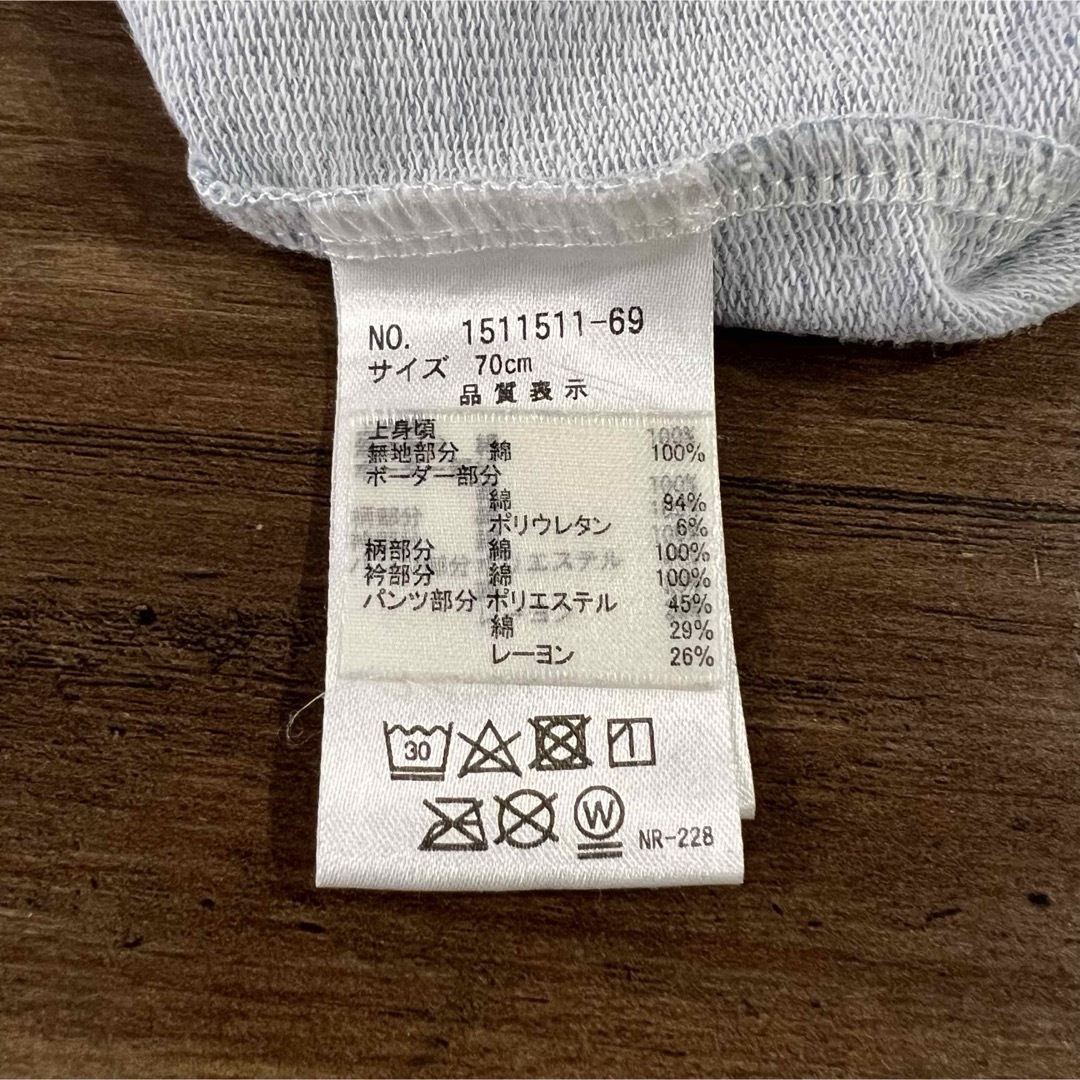 NO. 1511511-69
サイズ 70cm
品質表示
上身頃
無地部分 綿 100%
ボーダー部分
綿 94%
ポリウレタン 6%
柄部分 綿 100%
衿部分 綿 100%
パンツ部分 ポリエステル 45%
綿 29%
レーヨン 26%
30
W NR-228